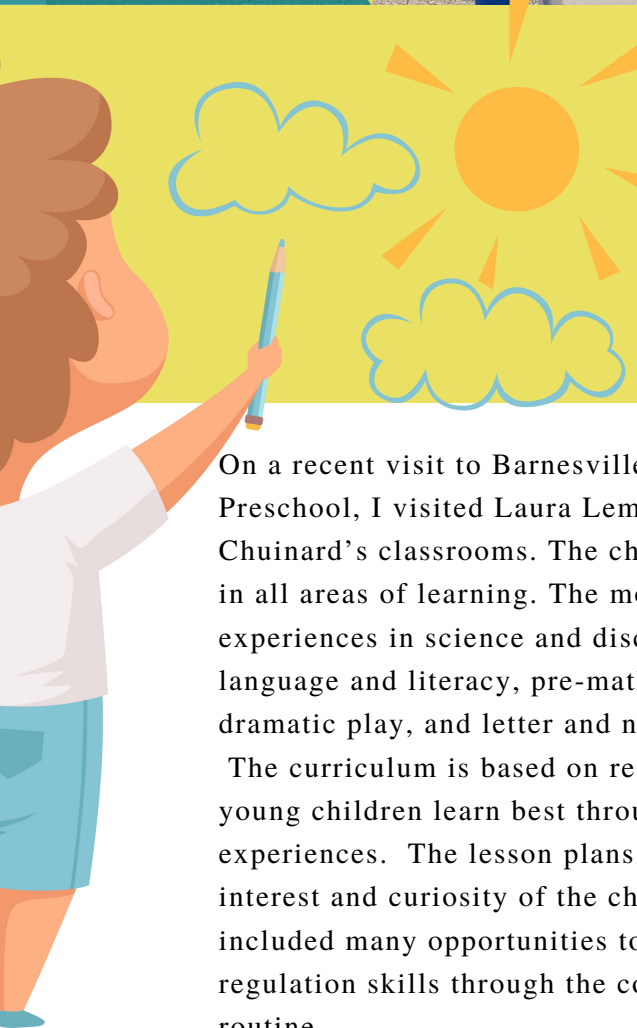 On a recent visit to Barnesville
Preschool, I visited Laura Lem
Chuinard’s classrooms. The ch
in all areas of learning. The mo
experiences in science and disc
language and literacy, pre-mat
dramatic play, and letter and n
The curriculum is based on re
young children learn best throu
experiences.  The lesson plans
interest and curiosity of the ch
included many opportunities to
regulation skills through the co
routine